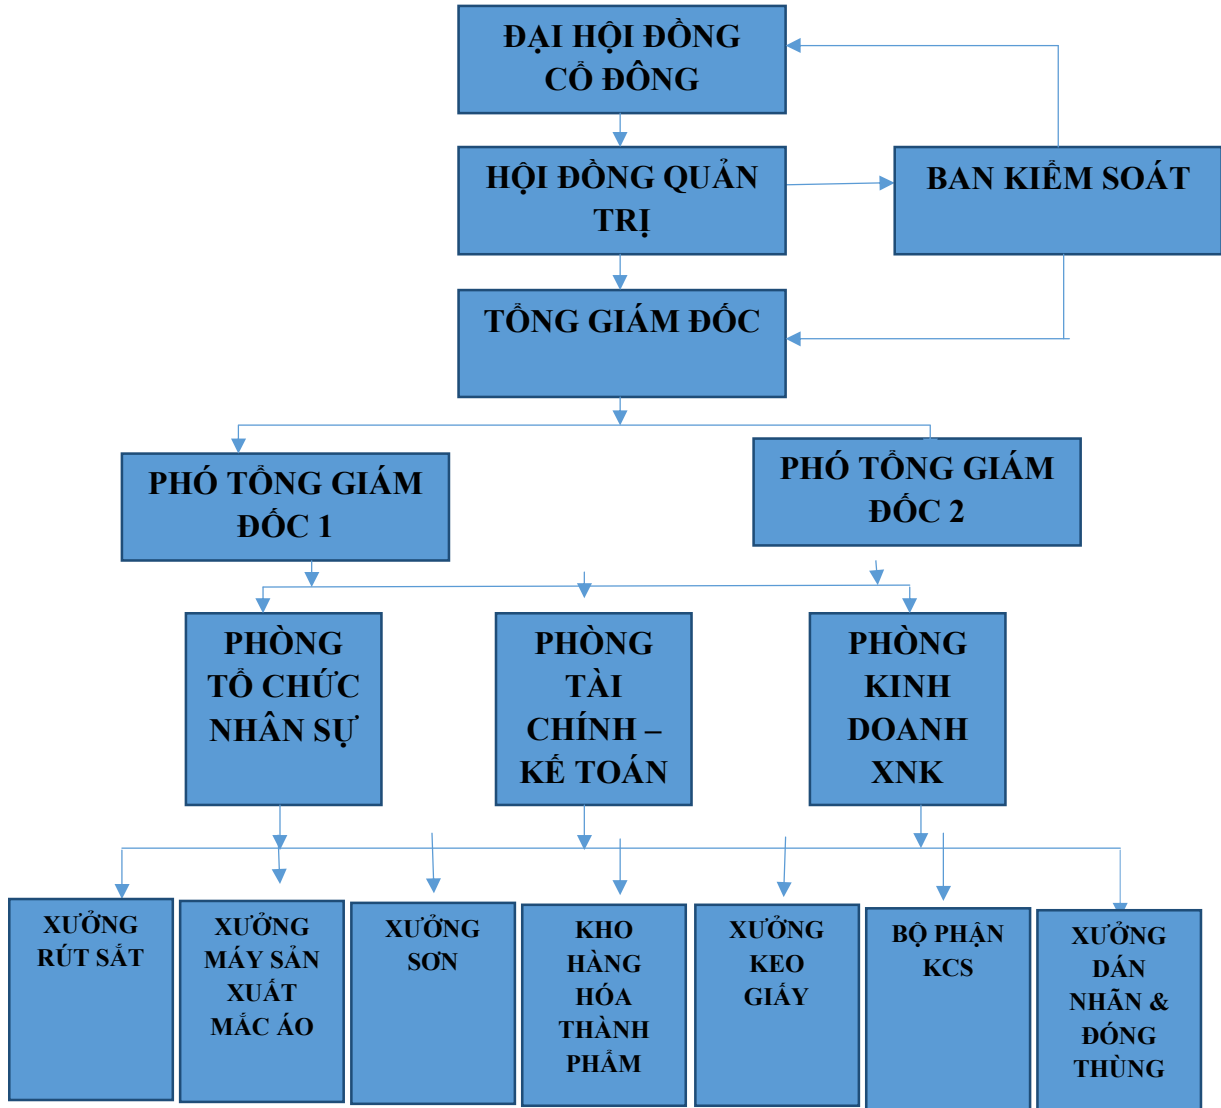 ĐẠI HỘI ĐỒNG
CỔ ĐÔNG
HỘI ĐỒNG QUẢN
TRỊ
BAN KIỂM SOÁT
TỔNG GIÁM ĐỐC
PHÓ TỔNG GIÁM
ĐỐC 1
PHÓ TỔNG GIÁM
ĐỐC 2
PHÒNG
TỔ CHỨC
NHÂN SỰ
PHÒNG
TÀI
CHÍNH –
KẾ TOÁN
PHÒNG
KINH
DOANH
XNK
XƯỞNG
RÚT SẮT
XƯỞNG
MÁY SẢN
XUẤT
MẮC ÁO
XƯỞNG
SƠN
KHO
HÀNG
HÓA
THÀNH
PHẨM
XƯỞNG
KEO
GIẤY
BỘ PHẬN
KCS
XƯỞNG
DÁN
NHÃN &
ĐÓNG
THÙNG